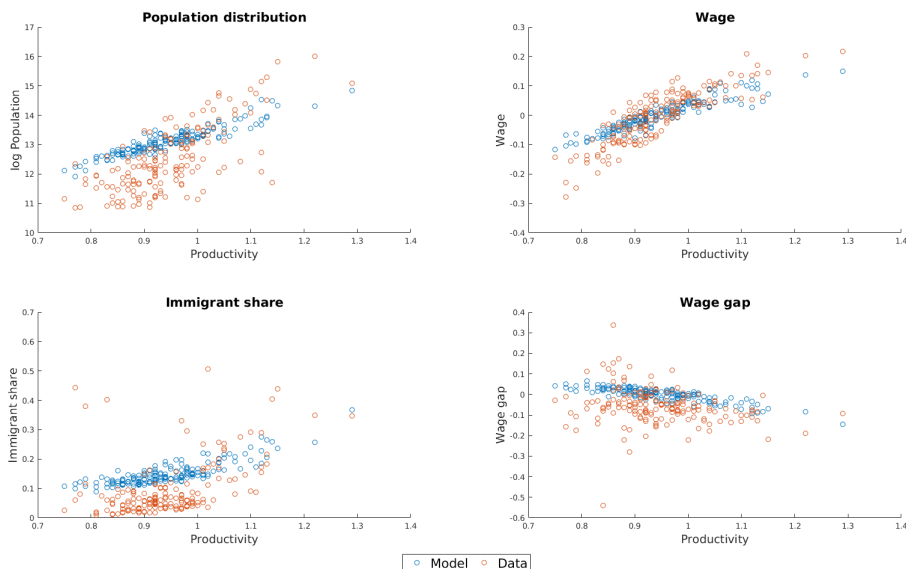 Population distribution
17
16
15
14
13
12
11
10
log Population
0.7 0.8 0.9 1 1.1 1.2 1.3 1.4
Productivity
Wage
0.3
0.2
0.1
0
-0.1
-0.2
-0.3
-0.4
Wage
0.7 0.8 0.9 1 1.1 1.2 1.3 1.4
Productivity
Immigrant share
0.7
0.6
0.5
0.4
0.3
0.2
0.1
0
Immigrant share
0.7 0.8 0.9 1 1.1 1.2 1.3 1.4
Productivity
Wage gap
0.4
0.3
0.2
0.1
0
-0.1
-0.2
-0.3
-0.4
-0.5
-0.6
Wage gap
0.7 0.8 0.9 1 1.1 1.2 1.3 1.4
Productivity
Model Data